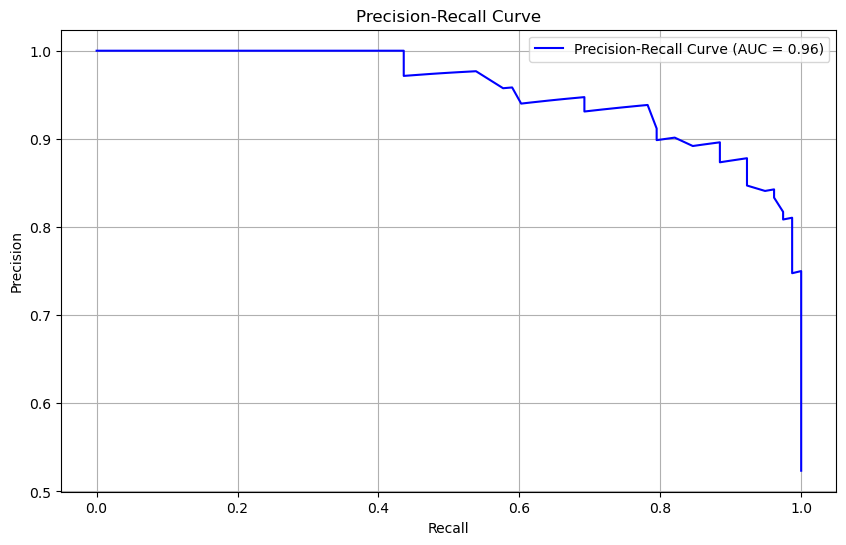 Precision-Recall Curve
Precision-Recall Curve (AUC = 0.96)
1.0
0.9
0.8
0.7
0.6
0.5
Precision
0.0 0.2 0.4 0.6 0.8 1.0
Recall